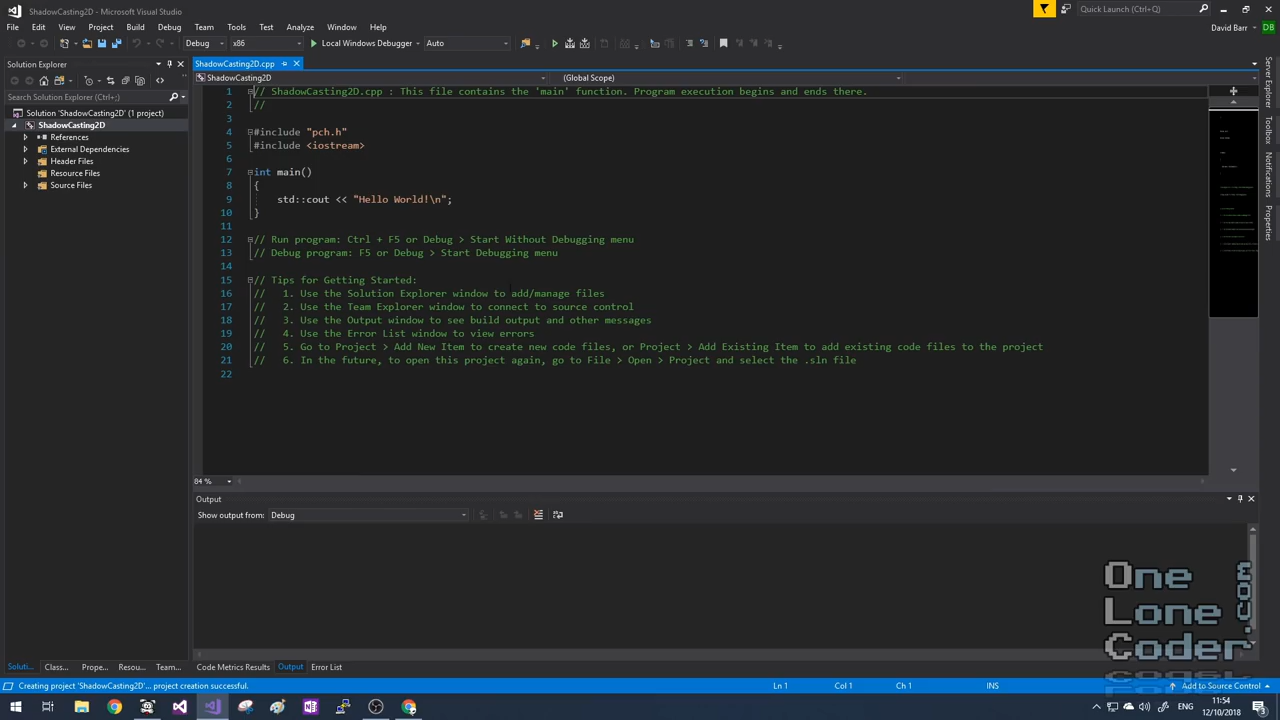 ShadowCasting2D - Microsoft Visual Studio
Quick Launch (Ctrl+Q)
File Edit View Project Build Debug Team Tools Test Analyze Window Help
David Barr DB
Debug x86 Local Windows Debugger Auto
Solution Explorer
ShadowCasting2D.cpp
ShadowCasting2D
(Global Scope)
Search Solution Explorer
Solution 'ShadowCasting2D' (1 project)
ShadowCasting2D
References
External Dependencies
Header Files
Resource Files
Source Files
1 // ShadowCasting2D.cpp : This file contains the 'main' function. Program execution begins and ends there.
2 //
3
4 #include "pch.h"
5 #include <iostream>
6
7 int main()
8 {
9 std::cout << "Hello World!\n";
10 }
11
12 // Run program: Ctrl + F5 or Debug > Start Without Debugging menu
13 // Debug program: F5 or Debug > Start Debugging menu
14
15 // Tips for Getting Started:
16 // 1. Use the Solution Explorer window to add/manage files
17 // 2. Use the Team Explorer window to connect to source control
18 // 3. Use the Output window to see build output and other messages
19 // 4. Use the Error List window to view errors
20 // 5. Go to Project > Add New Item to create new code files, or Project > Add Existing Item to add existing code files to the project
21 // 6. In the future, to open this project again, go to File > Open > Project and select the .sln file
22
Server Explorer
Toolbox
Notifications
Properties
84 %
Output
Show output from: Debug
One
Lone
Coder
.com
Soluti... Class... Prope... Resou... Team...
Code Metrics Results Output Error List
Creating project 'ShadowCasting2D'... project creation successful.
Ln 1 Col 1 Ch 1 INS
Add to Source Control
11:54
12/10/2018